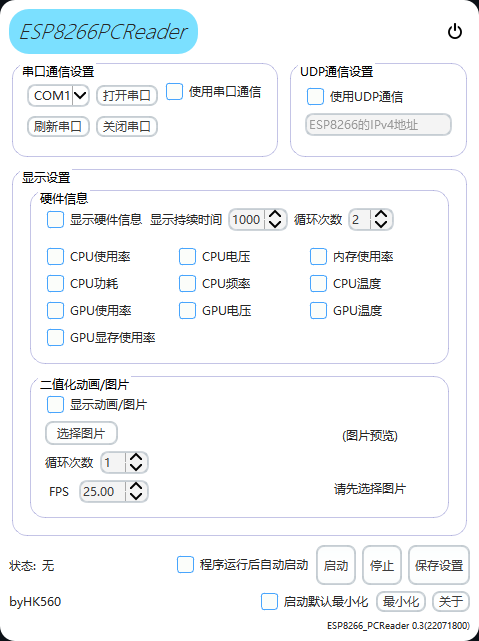 ESP8266PCReader
串口通信设置
COM1 打开串口 使用串口通信
刷新串口 关闭串口
UDP通信设置
使用UDP通信
ESP8266的IPv4地址
显示设置
硬件信息
显示硬件信息 显示持续时间 1000 循环次数 2
CPU使用率 CPU电压 内存使用率
CPU功耗 CPU频率 CPU温度
GPU使用率 GPU电压 GPU温度
GPU显存使用率
二值化动画/图片
显示动画/图片
选择图片
循环次数 1
FPS 25.00
(图片预览)
请先选择图片
状态: 无 程序运行后自动启动 启动 停止 保存设置
byHK560 启动默认最小化 最小化 关于
ESP8266_PCReader 0.3(22071800)